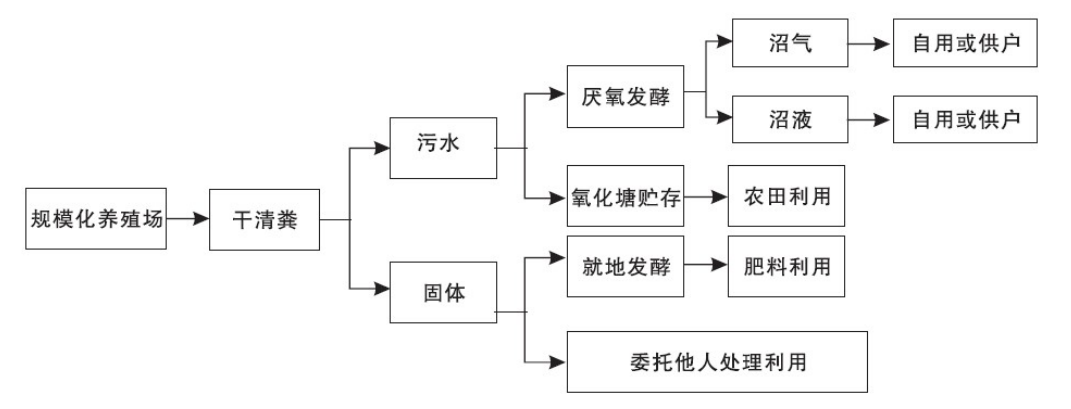 沼气
自用或供户
厌氧发酵
沼液
自用或供户
污水
氧化塘贮存
农田利用
规模化养殖场
干清粪
就地发酵
肥料利用
固体
委托他人处理利用